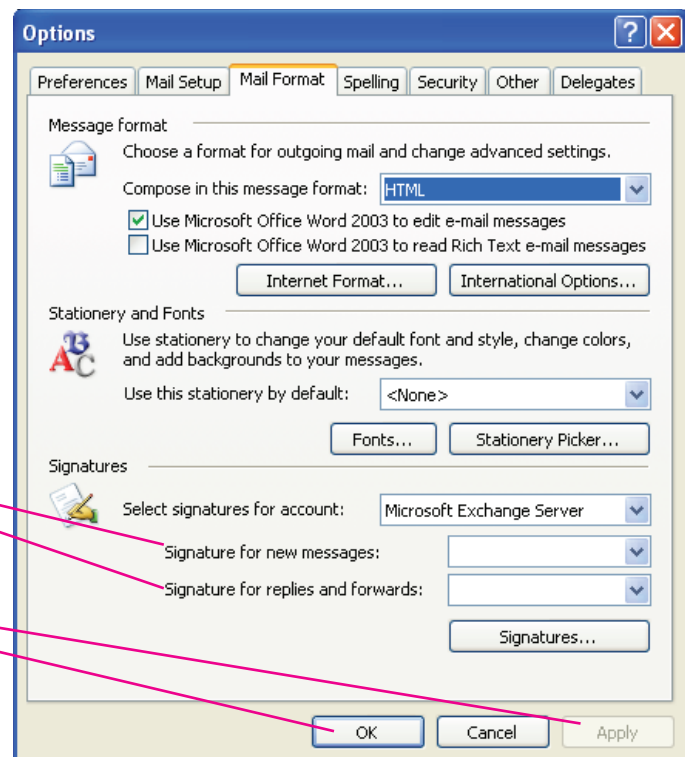 Options
Preferences Mail Setup Mail Format Spelling Security Other Delegates
Message format
Choose a format for outgoing mail and change advanced settings.
Compose in this message format: HTML
Use Microsoft Office Word 2003 to edit e-mail messages
Use Microsoft Office Word 2003 to read Rich Text e-mail messages
Internet Format... International Options...
Stationery and Fonts
Use stationery to change your default font and style, change colors,
and add backgrounds to your messages.
Use this stationery by default: <None>
Fonts... Stationery Picker...
Signatures
Select signatures for account: Microsoft Exchange Server
Signature for new messages:
Signature for replies and forwards:
Signatures...
OK Cancel Apply